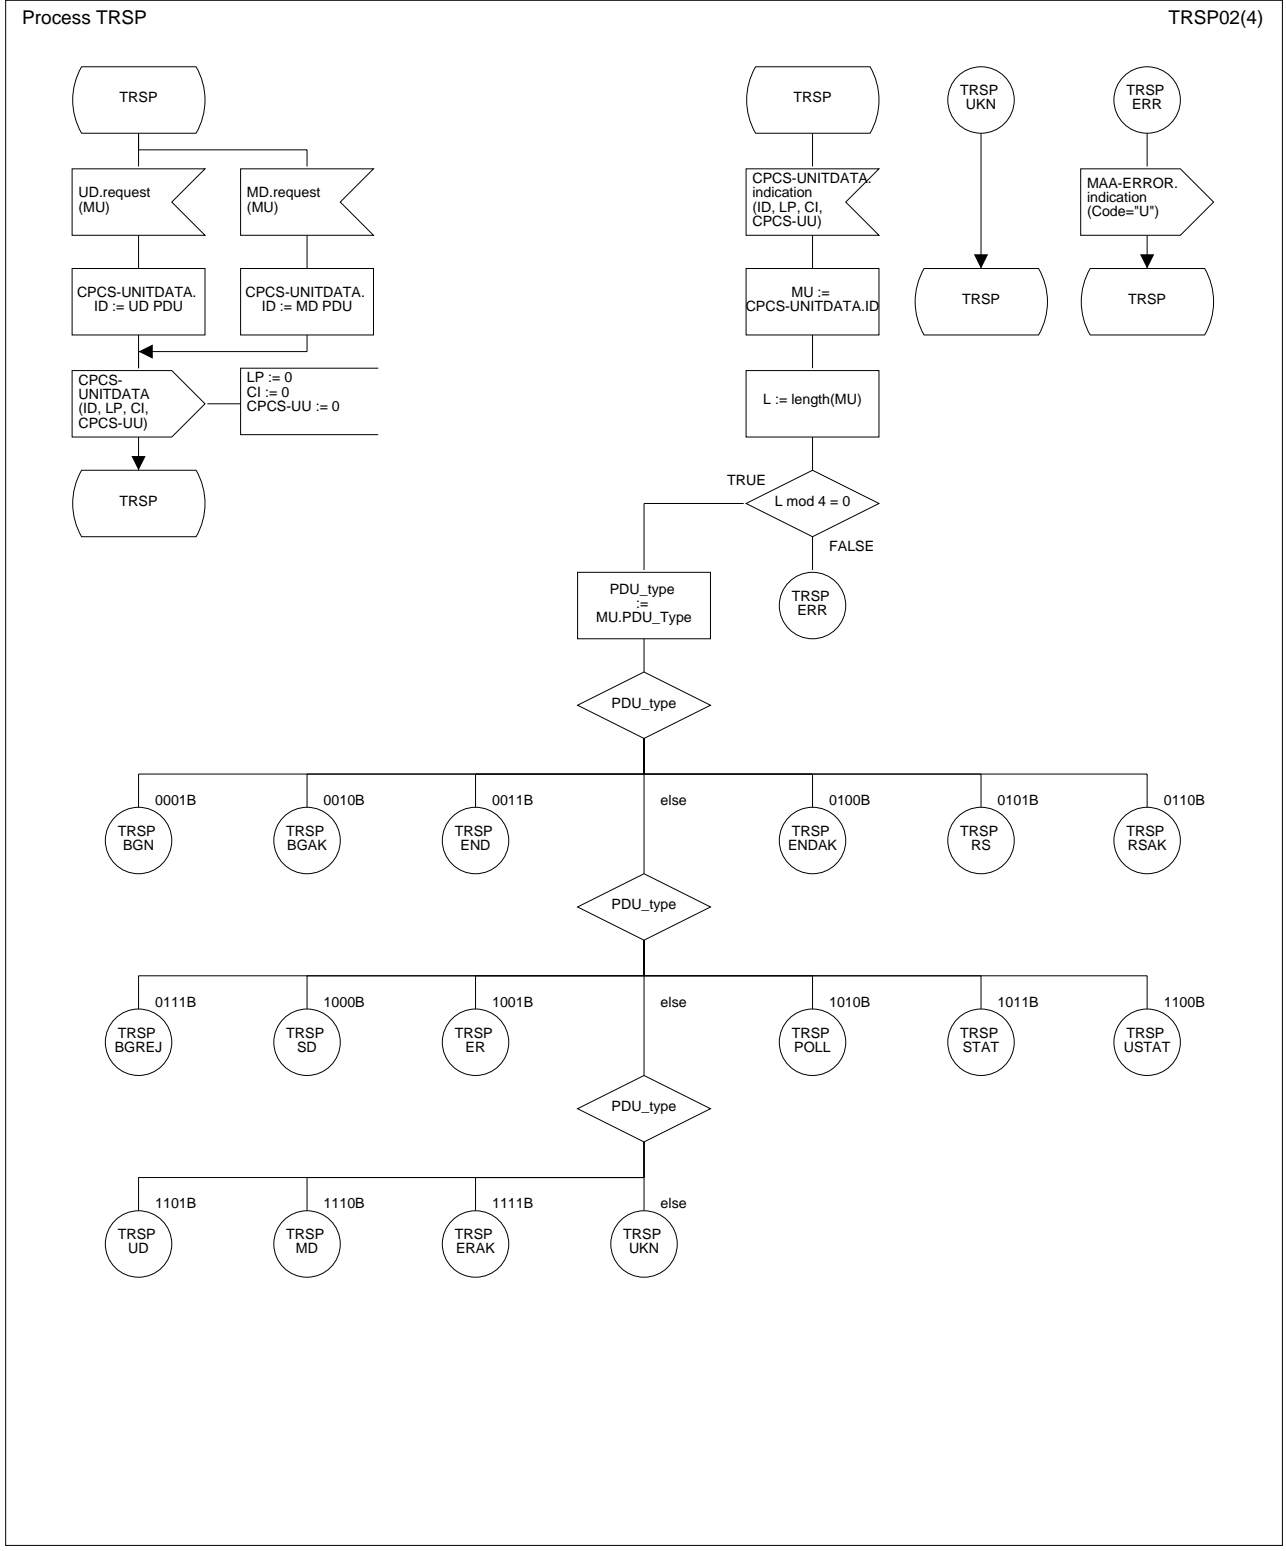 Process TRSP
TRSP02(4)
TRSP
UD.request
(MU)
MD.request
(MU)
CPCS-UNITDATA.
ID := UD PDU
CPCS-UNITDATA.
ID := MD PDU
CPCS-
UNITDATA
(ID, LP, CI,
CPCS-UU)
LP := 0
CI := 0
CPCS-UU := 0
TRSP
TRSP
CPCS-UNITDATA.
indication
(ID, LP, CI,
CPCS-UU)
MU :=
CPCS-UNITDATA.ID
L := length(MU)
L mod 4 = 0
TRUE
FALSE
TRSP
ERR
TRSP
UKN
TRSP
TRSP
ERR
MAA-ERROR.
indication
(Code="U")
TRSP
PDU_type
:=
MU.PDU_Type
PDU_type
0001B
TRSP
BGN
0010B
TRSP
BGAK
0011B
TRSP
END
else
0100B
TRSP
ENDAK
0101B
TRSP
RS
0110B
TRSP
RSAK
PDU_type
0111B
TRSP
BGREJ
1000B
TRSP
SD
1001B
TRSP
ER
else
1010B
TRSP
POLL
1011B
TRSP
STAT
1100B
TRSP
USTAT
PDU_type
1101B
TRSP
UD
1110B
TRSP
MD
1111B
TRSP
ERAK
else
TRSP
UKN